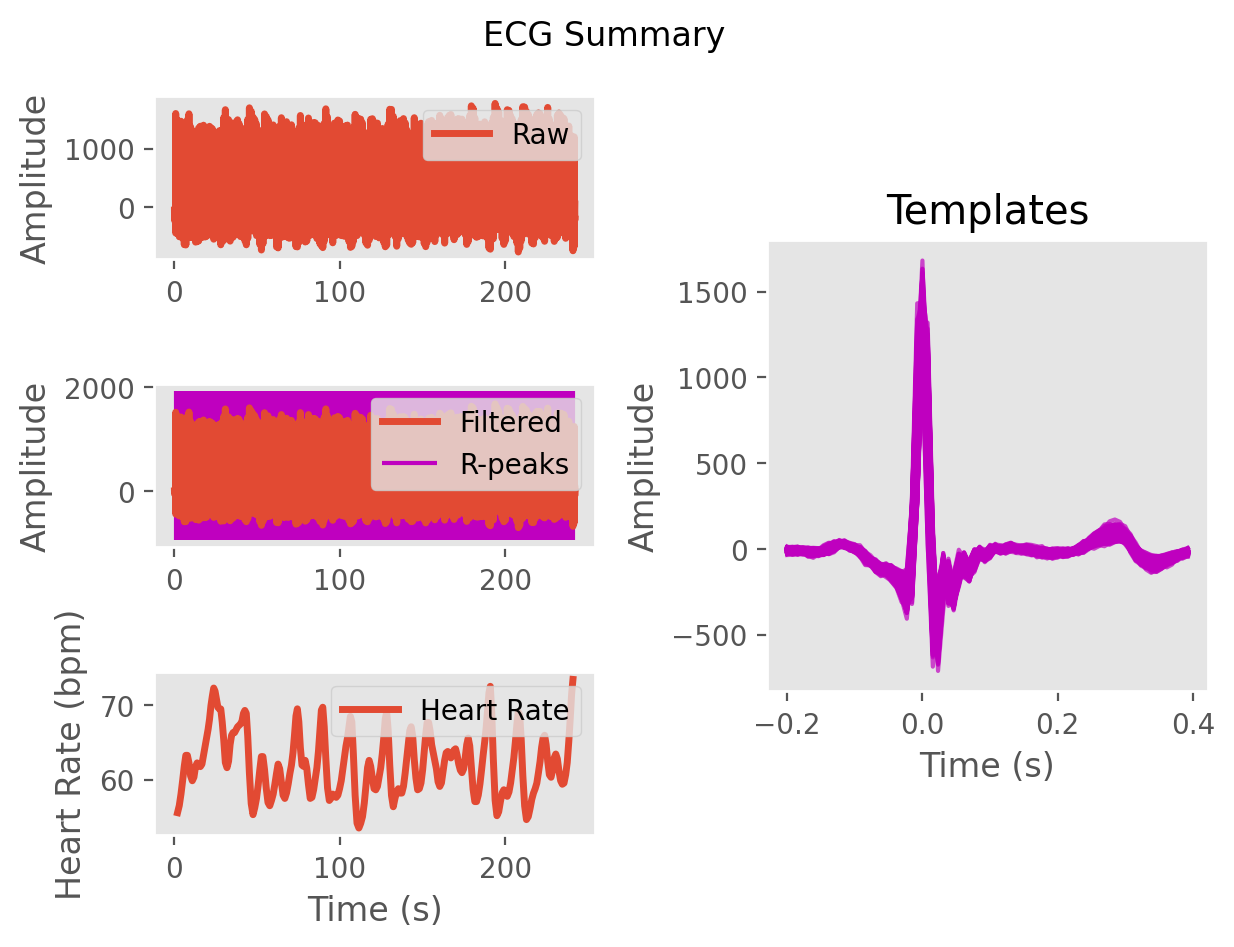 ECG Summary
Amplitude
1000
0
Raw
0 100 200
Amplitude
2000
0
Filtered
R-peaks
0 100 200
Heart Rate (bpm)
70
60
Heart Rate
0 100 200
Time (s)
Templates
Amplitude
1500
1000
500
0
−500
−0.2 0.0 0.2 0.4
Time (s)